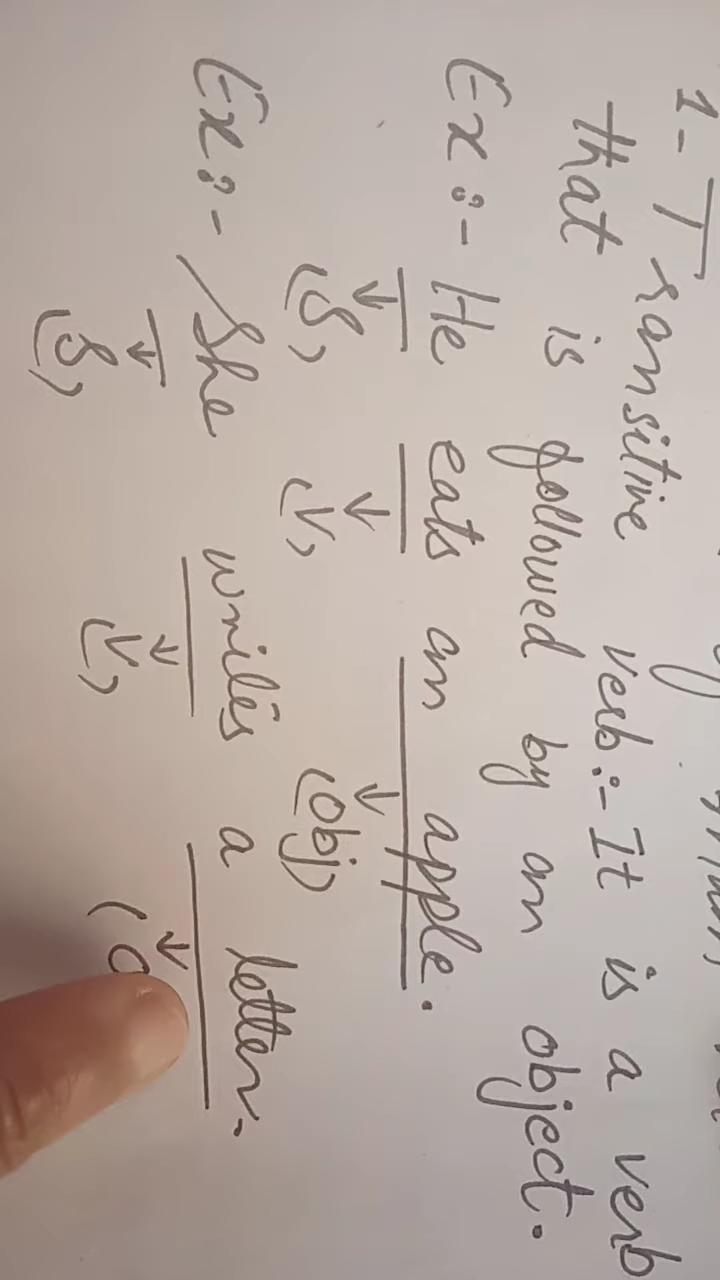 1- Transitive verb:- It is a verb
that is followed by an object.
Ex:- He eats an apple.
(S) (V) (obj)
Ex:- She writes a letter.
(S) (V)